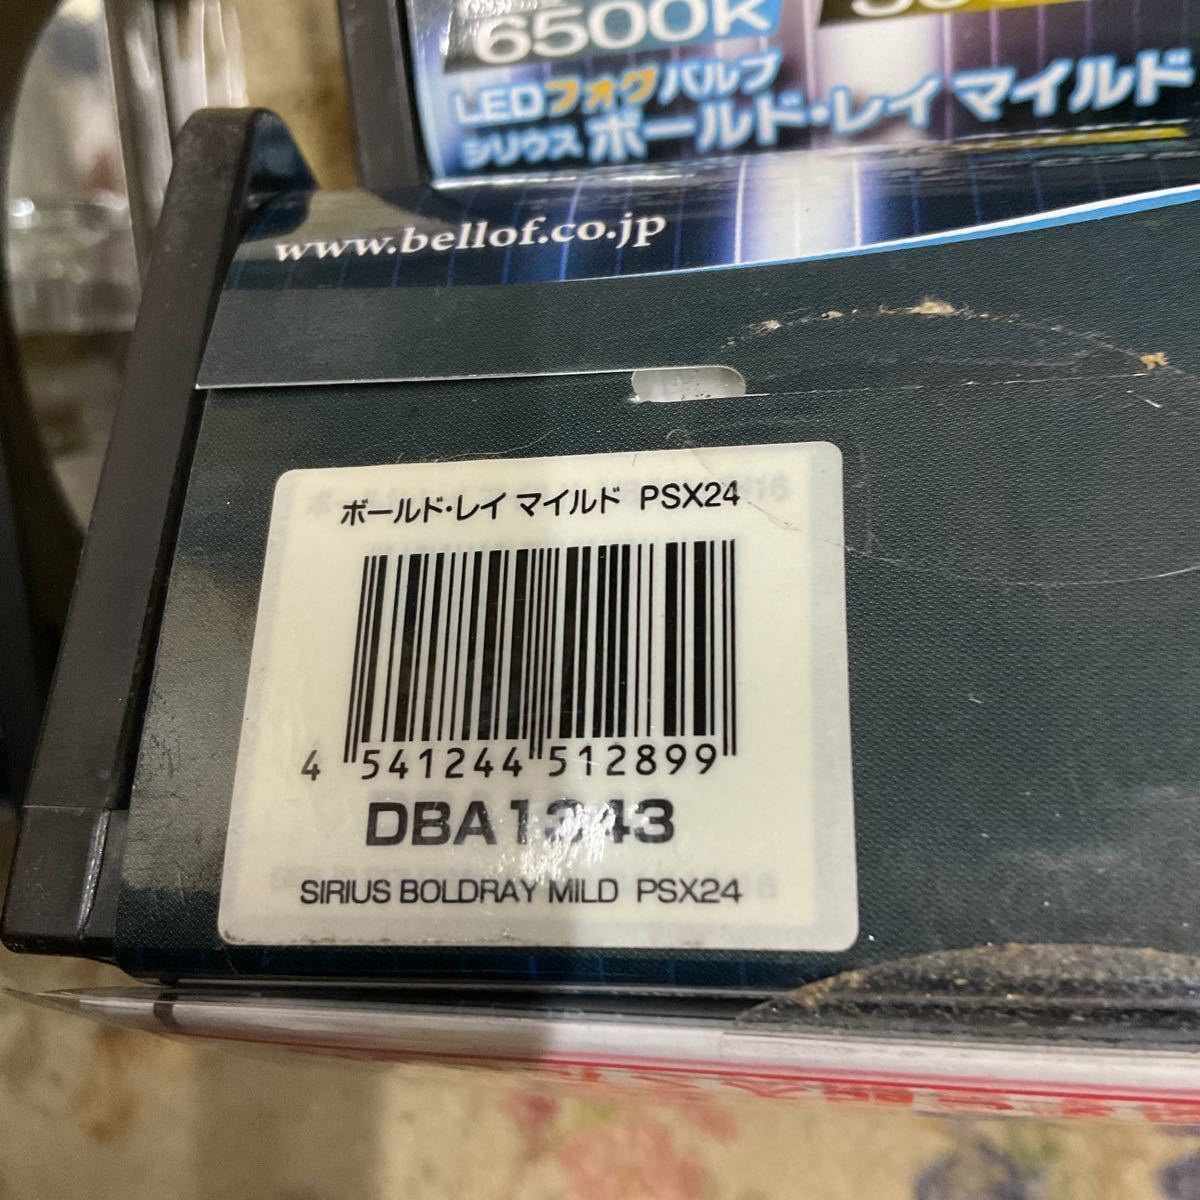 6500K
LEDフォグバルブ
シリウス ボールド・レイ マイルド
www.bellof.co.jp
ボールド・レイ マイルド PSX24
4 541244 512899
DBA1343
SIRIUS BOLDRAY MILD PSX24